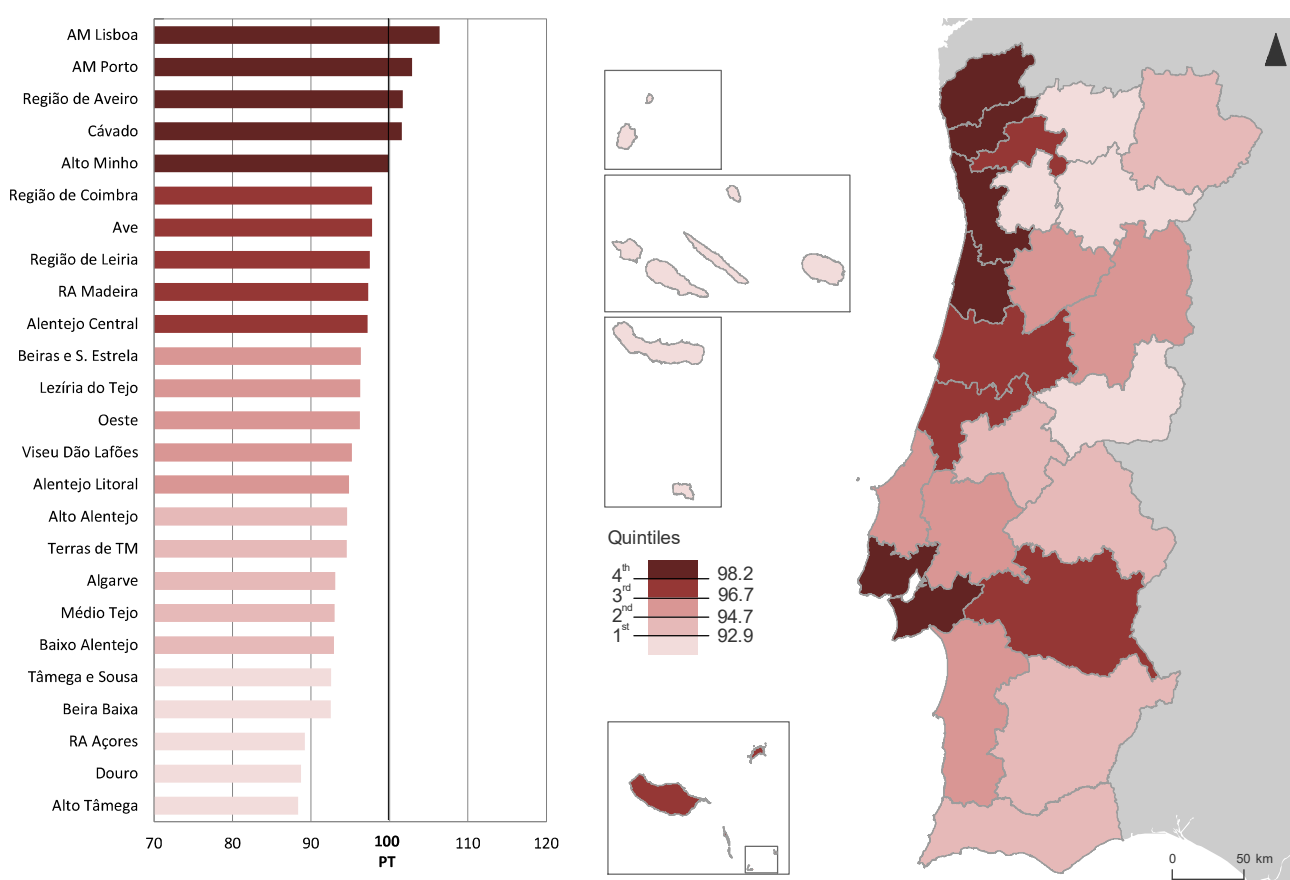 AM Lisboa
AM Porto
Região de Aveiro
Cávado
Alto Minho
Região de Coimbra
Ave
Região de Leiria
RA Madeira
Alentejo Central
Beiras e S. Estrela
Lezíria do Tejo
Oeste
Viseu Dão Lafões
Alentejo Litoral
Alto Alentejo
Terras de TM
Algarve
Médio Tejo
Baixo Alentejo
Tâmega e Sousa
Beira Baixa
RA Açores
Douro
Alto Tâmega
70 80 90 100 110 120
PT
Quintiles
4th 98.2
3rd 96.7
2nd 94.7
1st 92.9
0 50 km